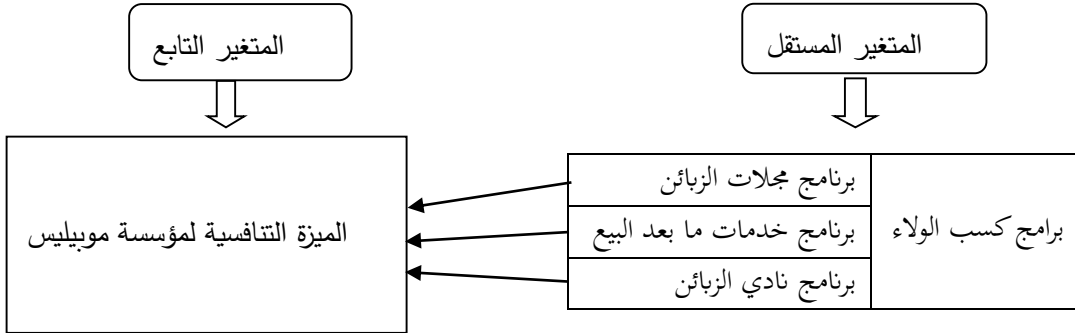 المتغير المستقل
المتغير التابع
برامج كسب الولاء
برنامج مجلات الزبائن
برنامج خدمات ما بعد البيع
برنامج نادي الزبائن
الميزة التنافسية لمؤسسة موبيليس